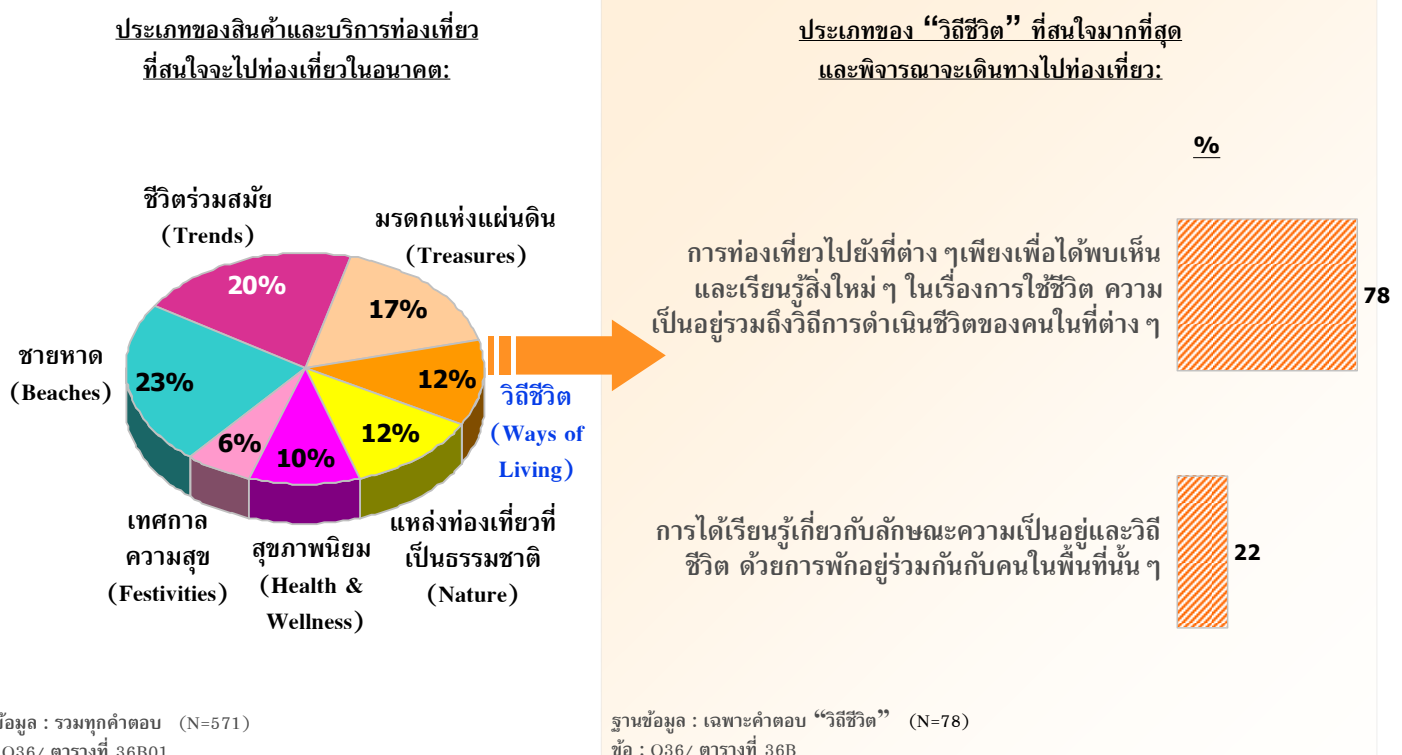 ประเภทของสินค้าและบริการท่องเที่ยว
ที่สนใจจะไปท่องเที่ยวในอนาคต:
ชีวิตร่วมสมัย
(Trends)
มรดกแห่งแผ่นดิน
(Treasures)
20%
17%
ชายหาด
(Beaches)
23%
12%
วิถีชีวิต
(Ways of
Living)
6%
10%
12%
เทศกาล
ความสุข
(Festivities)
สุขภาพนิยม
(Health &
Wellness)
แหล่งท่องเที่ยวที่
เป็นธรรมชาติ
(Nature)
ข้อมูล : รวมทุกคำตอบ (N=571)
Q36/ ตารางที่ 36B01
ประเภทของ “วิถีชีวิต” ที่สนใจมากที่สุด
และพิจารณาจะเดินทางไปท่องเที่ยว:
%
การท่องเที่ยวไปยังที่ต่าง ๆเพียงเพื่อได้พบเห็น
และเรียนรู้สิ่งใหม่ ๆ ในเรื่องการใช้ชีวิต ความ
เป็นอยู่รวมถึงวิถีการดำเนินชีวิตของคนในที่ต่าง ๆ
78
การได้เรียนรู้เกี่ยวกับลักษณะความเป็นอยู่และวิถี
ชีวิต ด้วยการพักอยู่ร่วมกันกับคนในพื้นที่นั้น ๆ
22
ฐานข้อมูล : เฉพาะคำตอบ “วิถีชีวิต” (N=78)
ข้อ : Q36/ ตารางที่ 36B